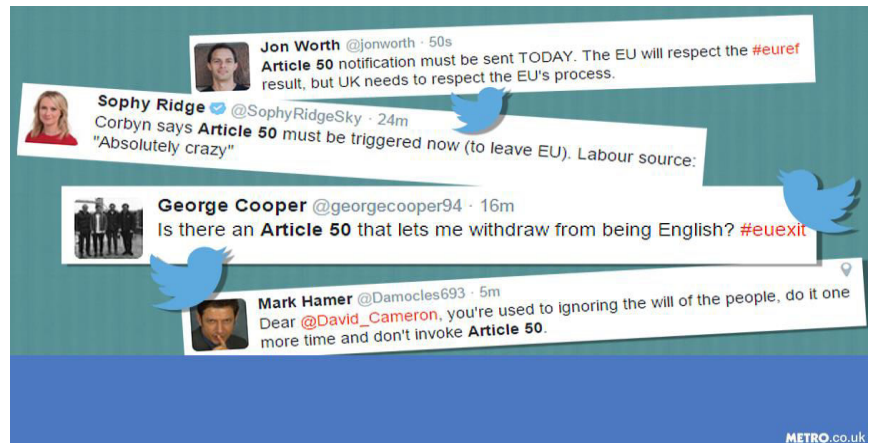 Jon Worth @jonworth · 50s
Article 50 notification must be sent TODAY. The EU will respect the #euref
result, but UK needs to respect the EU's process.
Sophy Ridge @SophyRidgeSky · 24m
Corbyn says Article 50 must be triggered now (to leave EU). Labour source:
"Absolutely crazy"
George Cooper @georgecooper94 · 16m
Is there an Article 50 that lets me withdraw from being English? #euexit
Mark Hamer @Damocles693 · 5m
Dear @David_Cameron, you're used to ignoring the will of the people, do it one
more time and don't invoke Article 50.
METRO.co.uk